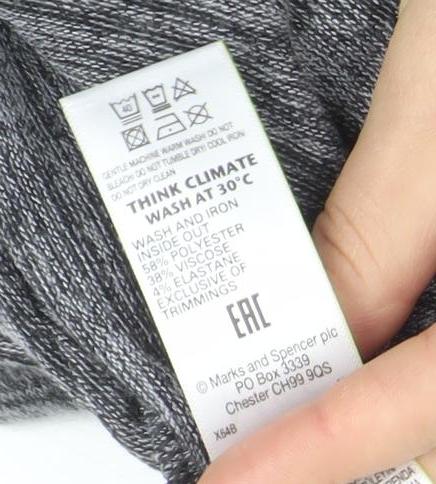 40
GENTLE MACHINE WARM WASH! DO NOT
BLEACH! DO NOT TUMBLE DRY! COOL IRON
DO NOT DRY CLEAN
THINK CLIMATE
WASH AT 30°C
WASH AND IRON
INSIDE OUT
58% POLYESTER
38% VISCOSE
4% ELASTANE
EXCLUSIVE OF
TRIMMINGS
EAC
© Marks and Spencer plc
PO Box 3339
Chester CH99 9QS
X64B